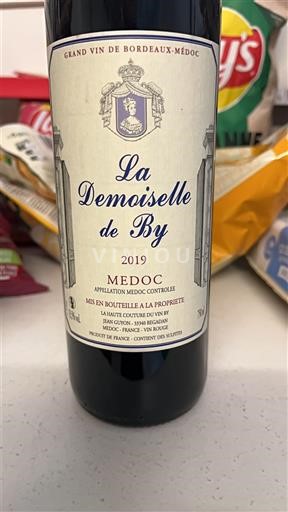 GRAND VIN DE BORDEAUX-MÉDOC
Lay's
La
Demoiselle
de By
VINOU
2019
MEDOC
APPELLATION MEDOC CONTROLEE
MIS EN BOUTEILLE A LA PROPRIETE
LA HAUTE COUTURE DU VIN BY
JEAN GUYON - 33340 BEGADAN
MEDOC - FRANCE - VIN ROUGE
PRODUIT DE FRANCE - CONTIENT DES SULFITES